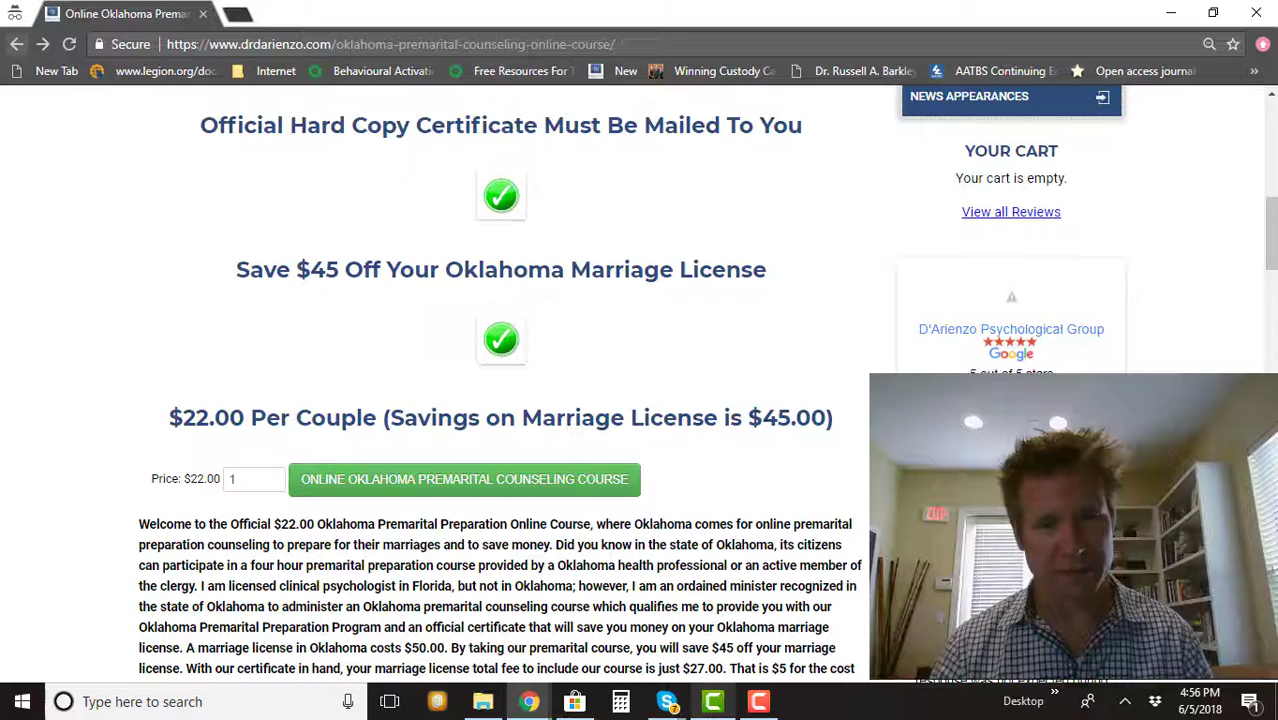 Online Oklahoma Premar
Secure
https://www.drdarienzo.com/oklahoma-premarital-counseling-online-course/
New Tab
www.legion.org/doc
Internet
Behavioural Activati
Free Resources For T
New
Winning Custody Ca
Dr. Russell A. Barkley
AATBS Continuing E
Open access journal
»
NEWS APPEARANCES
Official Hard Copy Certificate Must Be Mailed To You
YOUR CART
Your cart is empty.
View all Reviews
Save $45 Off Your Oklahoma Marriage License
D'Arienzo Psychological Group
Google
5 out of 5 stars
$22.00 Per Couple (Savings on Marriage License is $45.00)
Price: $22.00 1 ONLINE OKLAHOMA PREMARITAL COUNSELING COURSE
Welcome to the Official $22.00 Oklahoma Premarital Preparation Online Course, where Oklahoma comes for online premarital
preparation counseling to prepare for their marriages and to save money. Did you know in the state of Oklahoma, its citizens
can participate in a four hour premarital preparation course provided by a Oklahoma health professional or an active member of
the clergy. I am licensed clinical psychologist in Florida, but not in Oklahoma; however, I am an ordained minister recognized in
the state of Oklahoma to administer an Oklahoma premarital counseling course which qualifies me to provide you with our
Oklahoma Premarital Preparation Program and an official certificate that will save you money on your Oklahoma marriage
license. A marriage license in Oklahoma costs $50.00. By taking our premarital course, you will save $45 off your marriage
license. With our certificate in hand, your marriage license total fee to include our course is just $27.00. That is $5 for the cost
Type here to search
7
Desktop
»
4:56 PM
6/5/2018
1